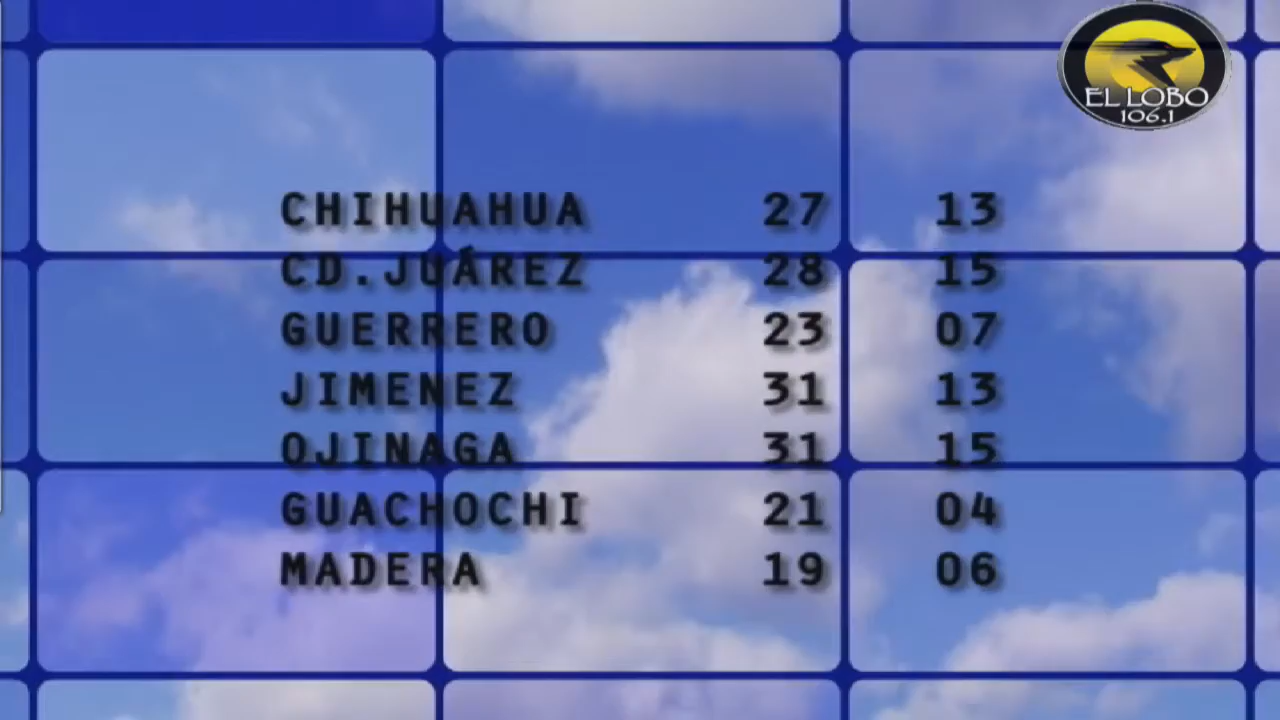 EL LOBO
106.1
CHIHUAHUA 27 13
CD.JUÁREZ 28 15
GUERRERO 23 07
JIMENEZ 31 13
OJINAGA 31 15
GUACHOCHI 21 04
MADERA 19 06